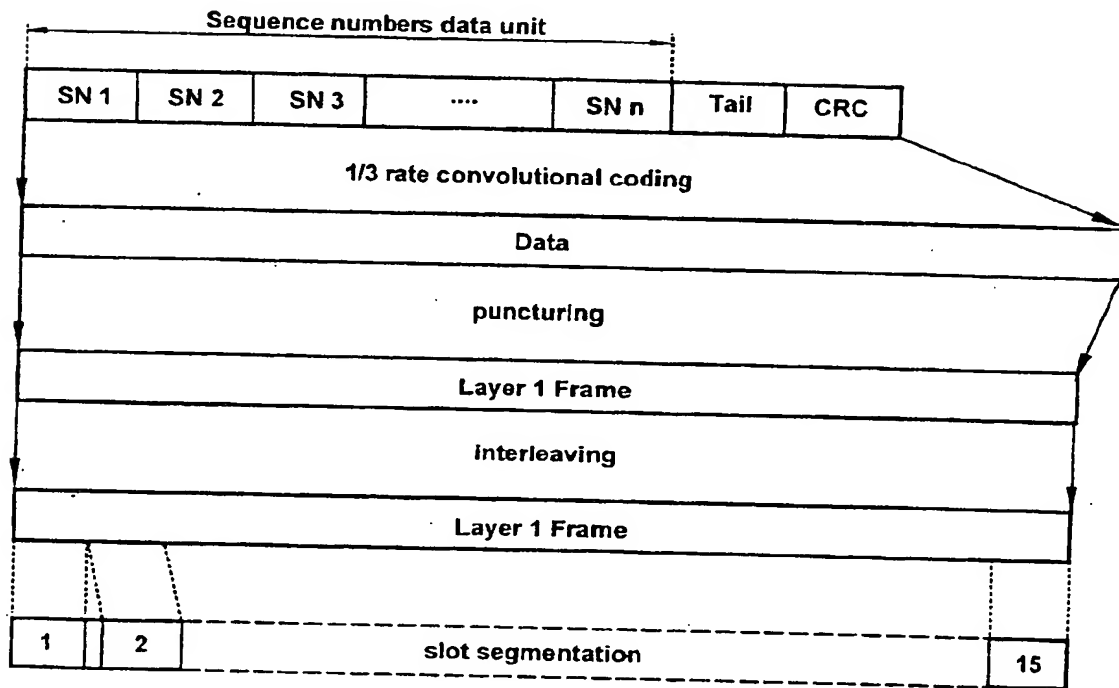 Sequence numbers data unit
SN 1 SN 2 SN 3 .... SN n Tail CRC
1/3 rate convolutional coding
Data
puncturing
Layer 1 Frame
interleaving
Layer 1 Frame
1 2 slot segmentation 15